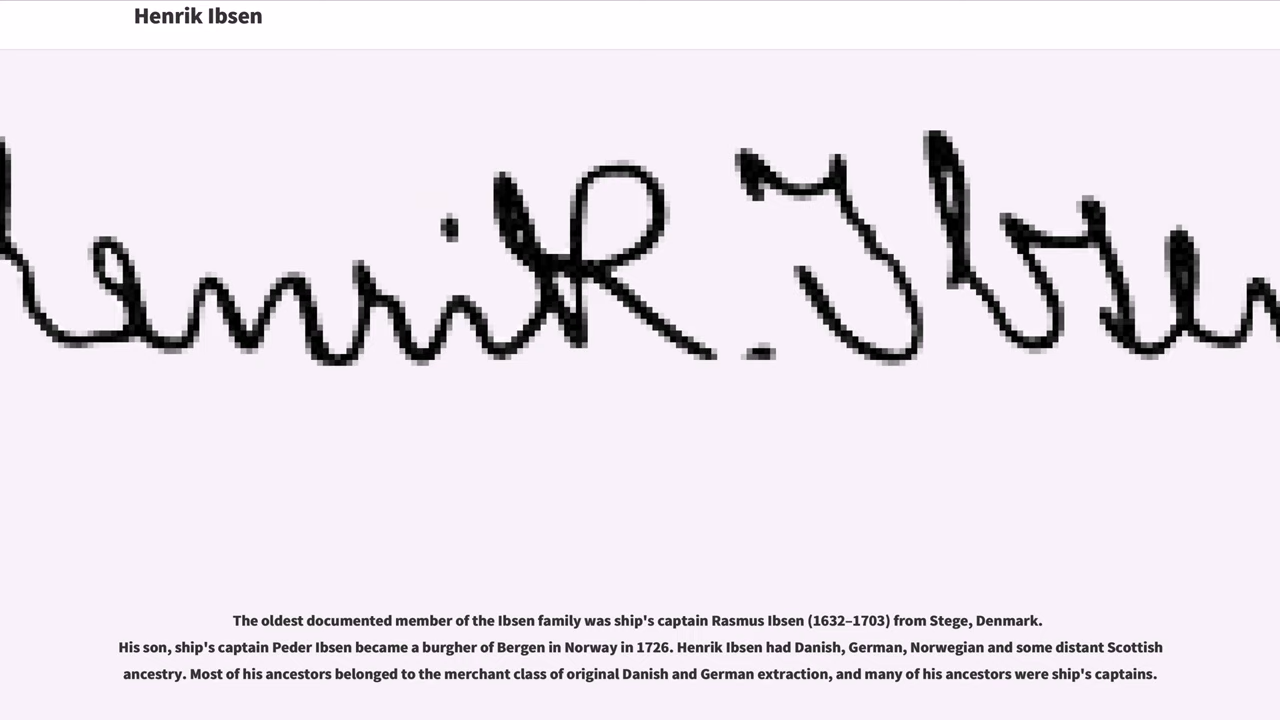 Henrik Ibsen
Henrik Ibsen
The oldest documented member of the Ibsen family was ship's captain Rasmus Ibsen (1632–1703) from Stege, Denmark.
His son, ship's captain Peder Ibsen became a burgher of Bergen in Norway in 1726. Henrik Ibsen had Danish, German, Norwegian and some distant Scottish
ancestry. Most of his ancestors belonged to the merchant class of original Danish and German extraction, and many of his ancestors were ship's captains.